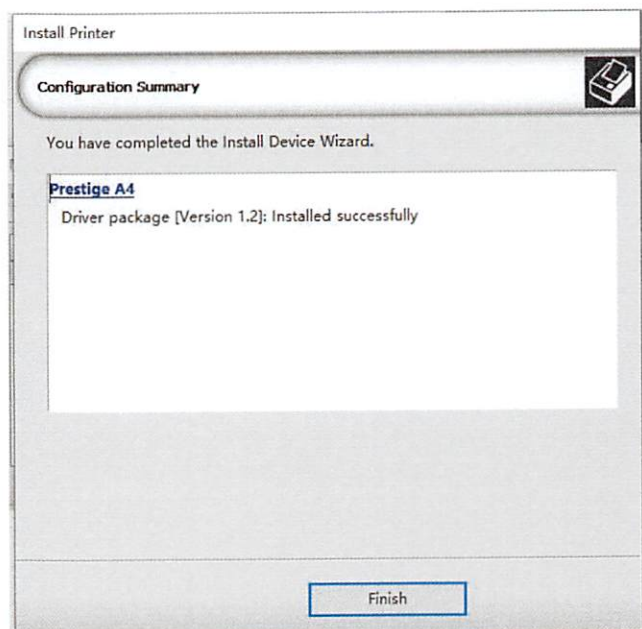 Install Printer
Configuration Summary
You have completed the Install Device Wizard.
Prestige A4
Driver package [Version 1.2]: Installed successfully
Finish